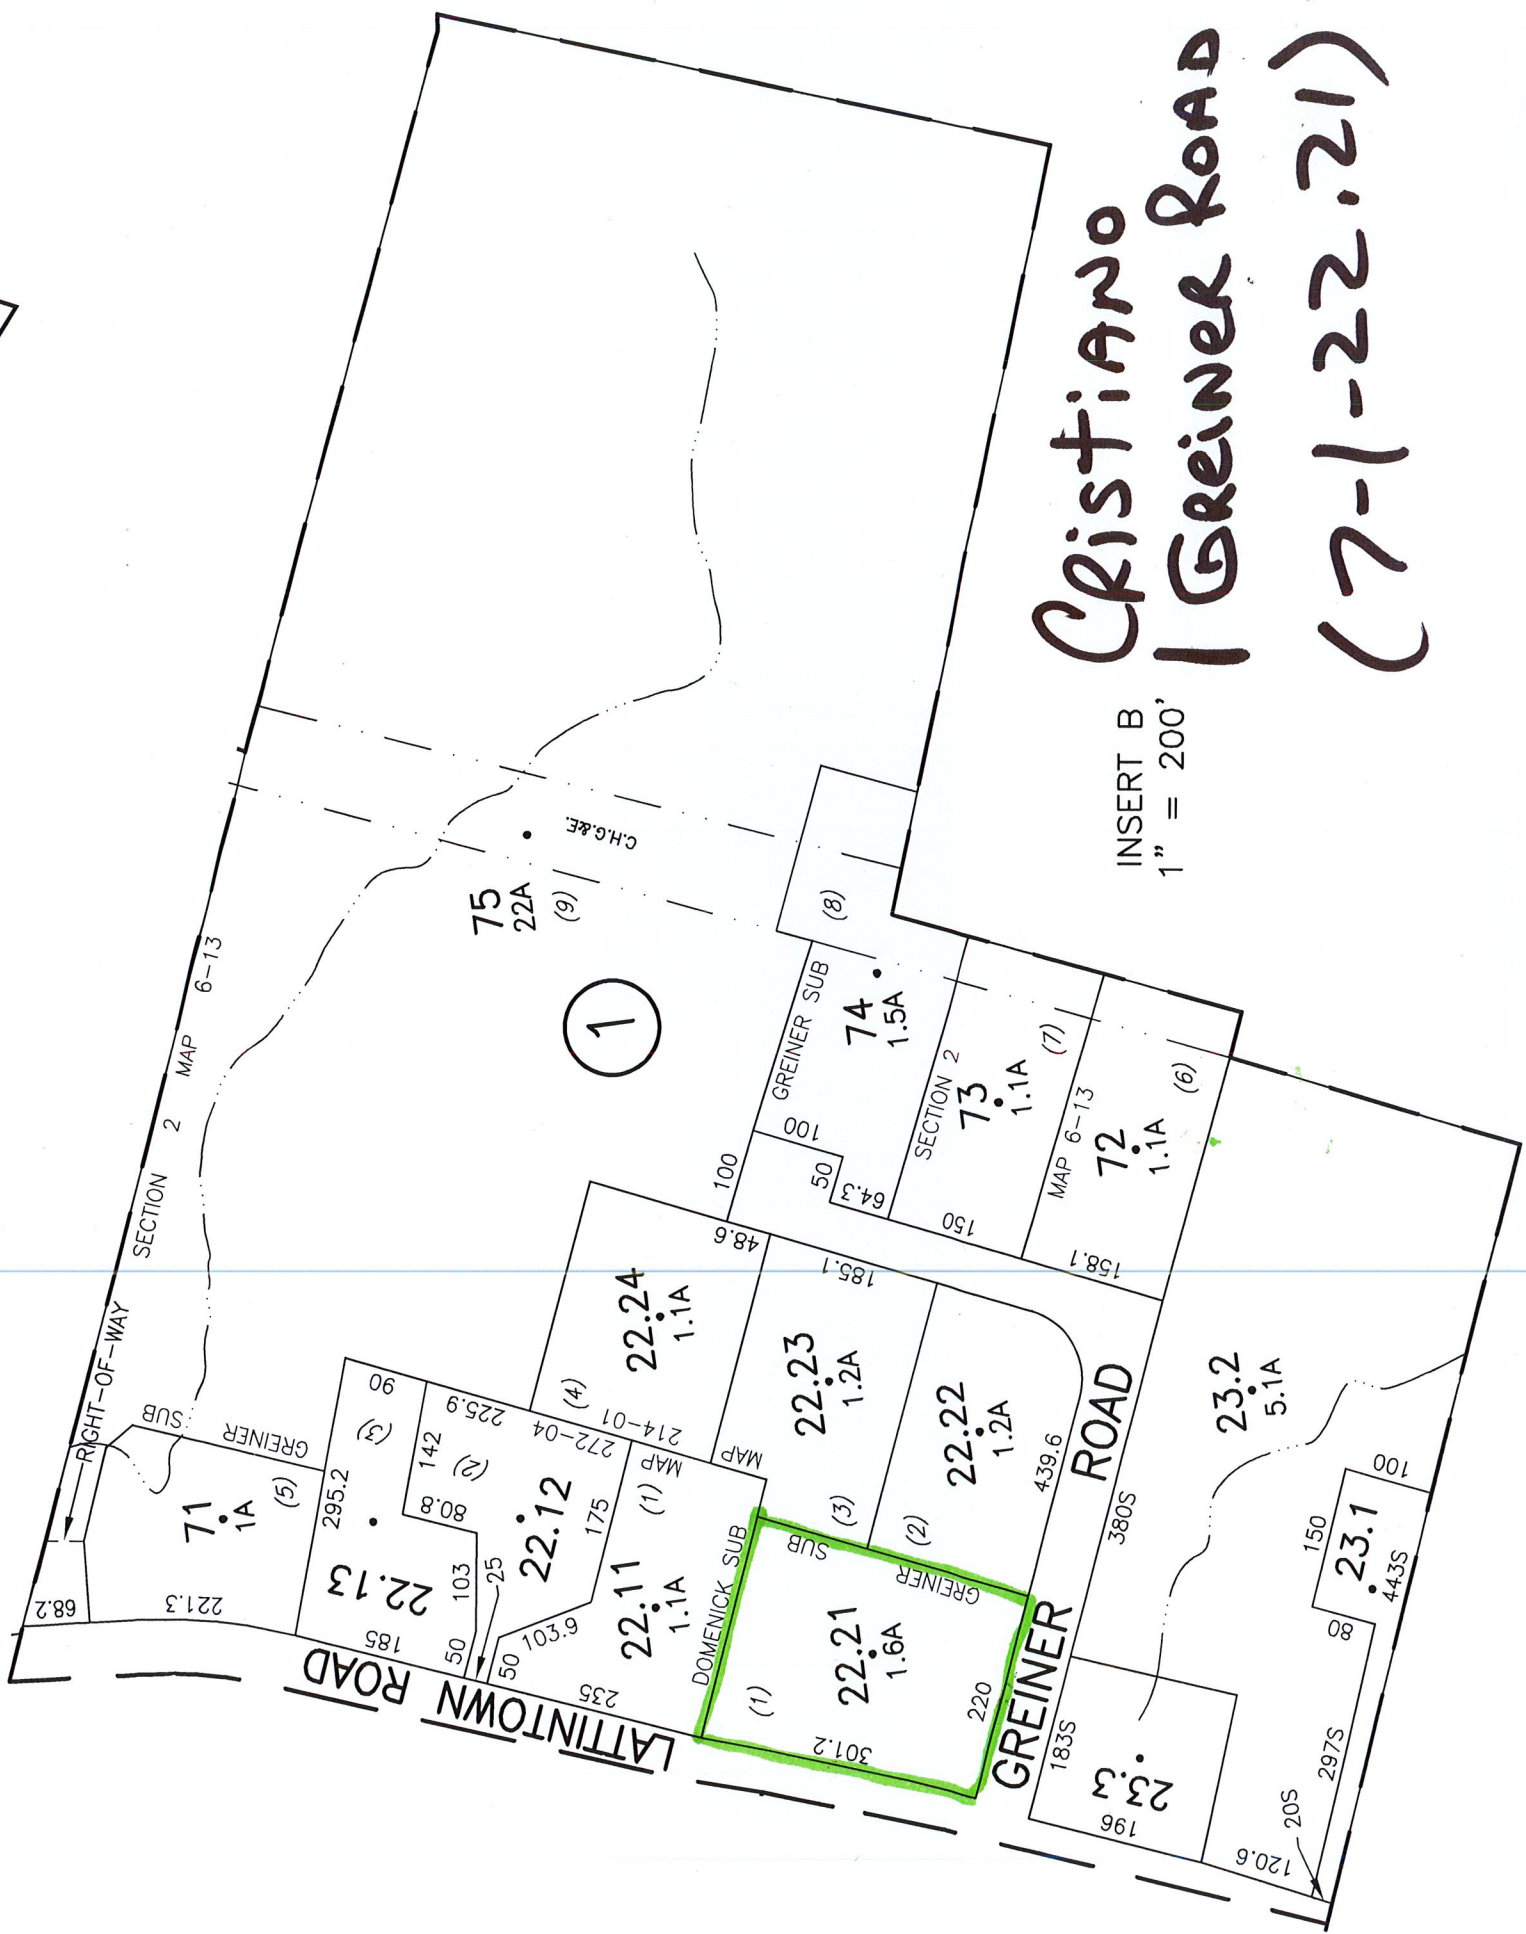 CRiSTiANO
1 GReiNeR ROAD
(7-1-22.21)
INSERT B
1" = 200'
RIGHT-OF-WAY
SECTION 2 MAP 6-13
68.2
221.3
71
1A
(5)
GREINER SUB
295.2
90
(3)
22.13
185
50
103
80.8
142
(2)
225.9
22.12
25
50
103.9
175
272-04
MAP
(1)
22.11
1.1A
235
LATTINTOWN ROAD
75
22A
(9)
C.H.G.&E.
1
22.24
1.1A
(4)
214-01
MAP
48.6
100
22.23
1.2A
(3)
185.1
22.22
1.2A
(2)
439.6
DOMENICK SUB
GREINER SUB
(1)
22.21
1.6A
301.2
220
GREINER ROAD
GREINER SUB
(8)
74
1.5A
100
50
64.3
SECTION 2
73
1.1A
(7)
150
MAP 6-13
72
1.1A
(6)
158.1
380S
23.2
5.1A
183S
23.3
196
120.6
20S
297S
80
150
23.1
100
443S